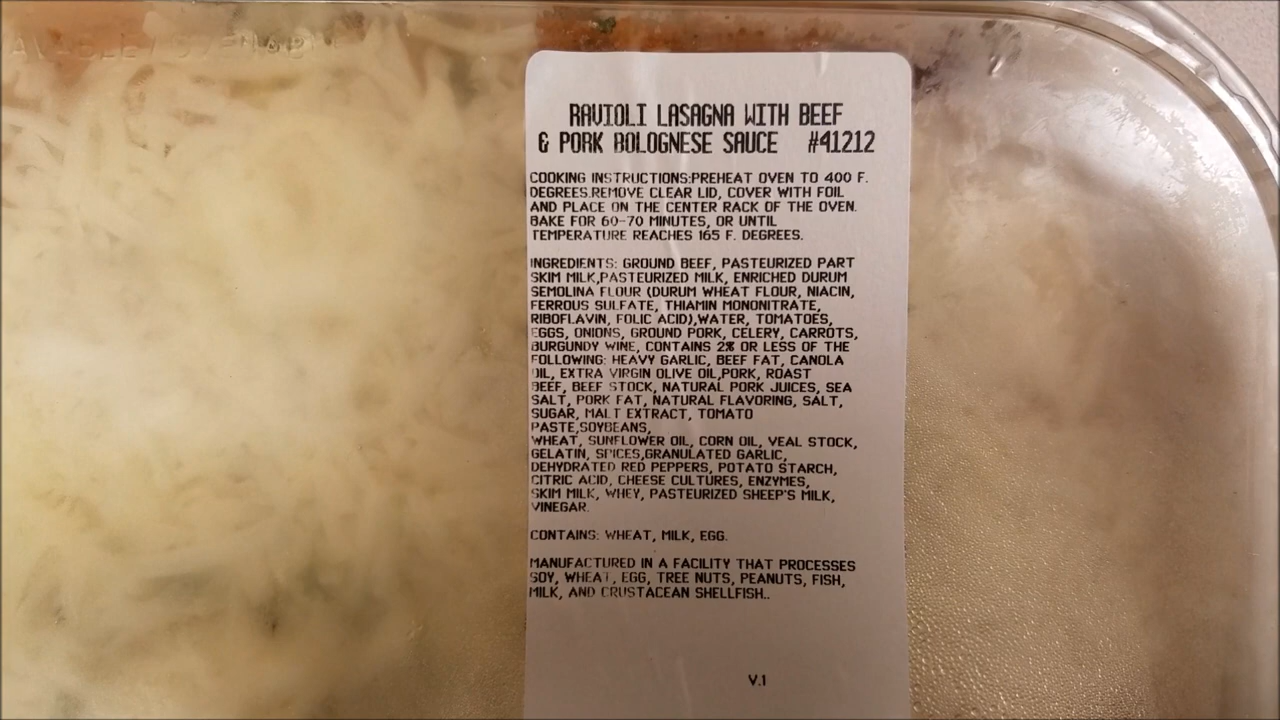 RAVIOLI LASAGNA WITH BEEF
& PORK BOLOGNESE SAUCE #41212
COOKING INSTRUCTIONS:PREHEAT OVEN TO 400 F.
DEGREES.REMOVE CLEAR LID, COVER WITH FOIL
AND PLACE ON THE CENTER RACK OF THE OVEN.
BAKE FOR 60-70 MINUTES, OR UNTIL
TEMPERATURE REACHES 165 F. DEGREES.
INGREDIENTS: GROUND BEEF, PASTEURIZED PART
SKIM MILK,PASTEURIZED MILK, ENRICHED DURUM
SEMOLINA FLOUR (DURUM WHEAT FLOUR, NIACIN,
FERROUS SULFATE, THIAMIN MONONITRATE,
RIBOFLAVIN, FOLIC ACID),WATER, TOMATOES,
EGGS, ONIONS, GROUND PORK, CELERY, CARROTS,
BURGUNDY WINE, CONTAINS 2% OR LESS OF THE
FOLLOWING: HEAVY GARLIC, BEEF FAT, CANOLA
OIL, EXTRA VIRGIN OLIVE OIL,PORK, ROAST
BEEF, BEEF STOCK, NATURAL PORK JUICES, SEA
SALT, PORK FAT, NATURAL FLAVORING, SALT,
SUGAR, MALT EXTRACT, TOMATO
PASTE,SOYBEANS,
WHEAT, SUNFLOWER OIL, CORN OIL, VEAL STOCK,
GELATIN, SPICES,GRANULATED GARLIC,
DEHYDRATED RED PEPPERS, POTATO STARCH,
CITRIC ACID, CHEESE CULTURES, ENZYMES,
SKIM MILK, WHEY, PASTEURIZED SHEEP'S MILK,
VINEGAR.
CONTAINS: WHEAT, MILK, EGG.
MANUFACTURED IN A FACILITY THAT PROCESSES
SOY, WHEAT, EGG, TREE NUTS, PEANUTS, FISH,
MILK, AND CRUSTACEAN SHELLFISH..
V.1